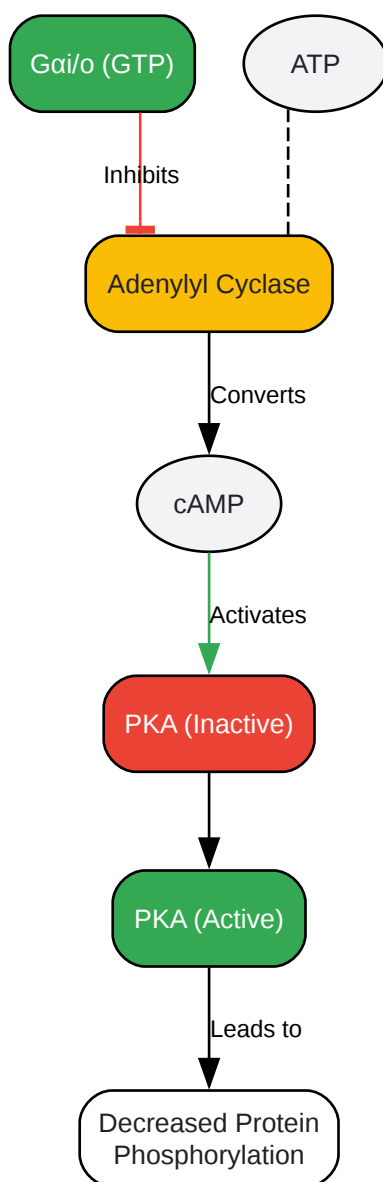 Gαi/o (GTP)
ATP
Inhibits
Adenylyl Cyclase
Converts
cAMP
Activates
PKA (Inactive)
PKA (Active)
Leads to
Decreased Protein
Phosphorylation